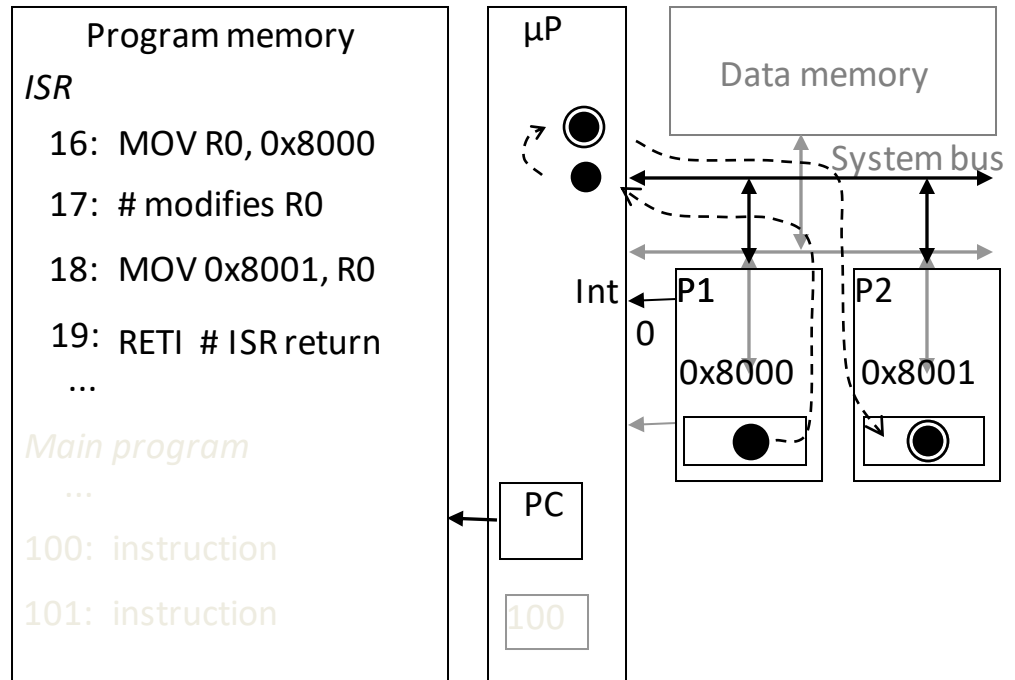 Program memory
ISR
16: MOV R0, 0x8000
17: # modifies R0
18: MOV 0x8001, R0
19: RETI # ISR return
...
Main program
...
100: instruction
101: instruction
μP
Data memory
System bus
Int
0
P1
0x8000
P2
0x8001
PC
100